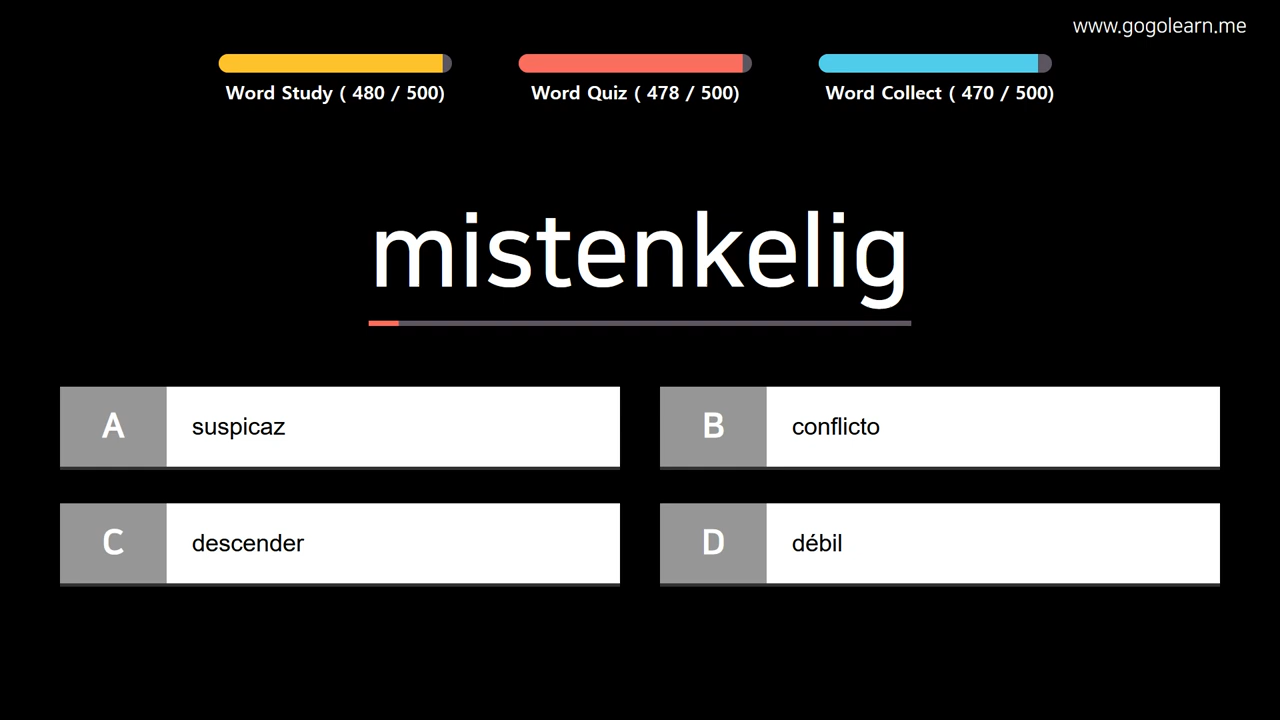 www.gogolearn.me
Word Study ( 480 / 500)
Word Quiz ( 478 / 500)
Word Collect ( 470 / 500)
mistenkelig
A suspicaz
B conflicto
C descender
D débil